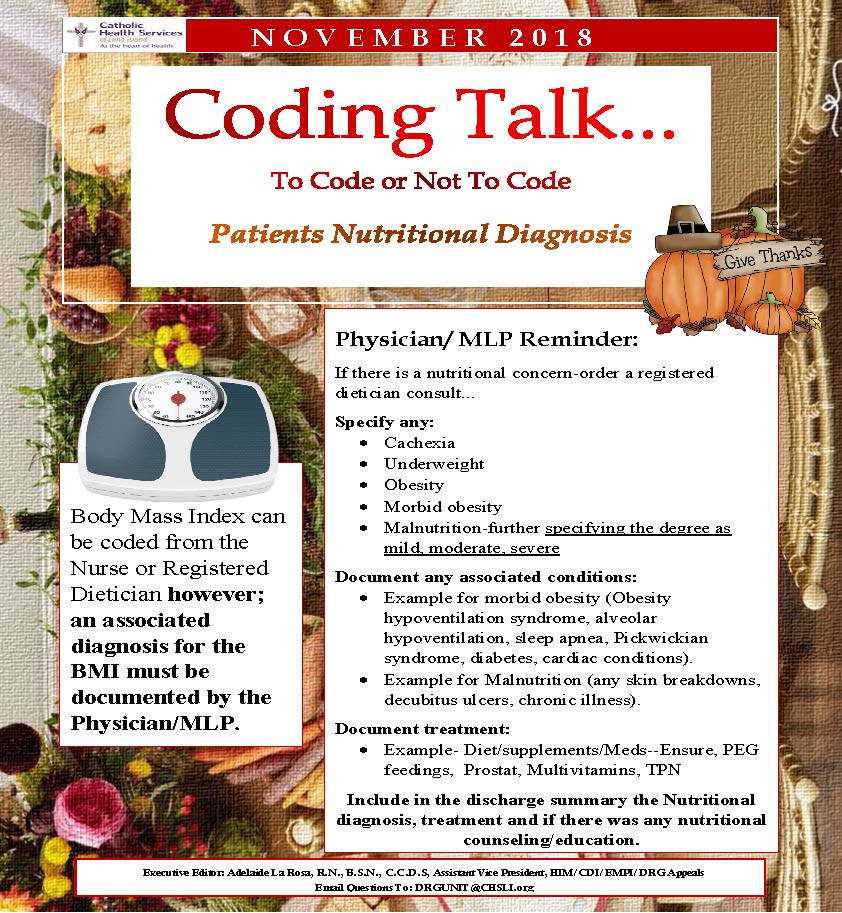 Catholic
Health Services
of Long Island
At the heart of health
NOVEMBER 2018
Coding Talk...
To Code or Not To Code
Patients Nutritional Diagnosis
Give Thanks
Physician/ MLP Reminder:
If there is a nutritional concern-order a registered
dietician consult...
Specify any:
• Cachexia
• Underweight
• Obesity
• Morbid obesity
• Malnutrition-further specifying the degree as
mild, moderate, severe
Document any associated conditions:
• Example for morbid obesity (Obesity
hypoventilation syndrome, alveolar
hypoventilation, sleep apnea, Pickwickian
syndrome, diabetes, cardiac conditions).
• Example for Malnutrition (any skin breakdowns,
decubitus ulcers, chronic illness).
Document treatment:
• Example- Diet/supplements/Meds--Ensure, PEG
feedings, Prostat, Multivitamins, TPN
Include in the discharge summary the Nutritional
diagnosis, treatment and if there was any nutritional
counseling/education.
Body Mass Index can
be coded from the
Nurse or Registered
Dietician however;
an associated
diagnosis for the
BMI must be
documented by the
Physician/MLP.
Executive Editor: Adelaide La Rosa, R.N., B.S.N., C.C.D.S, Assistant Vice President, HIM/ CDI/ EMPI/ DRG Appeals
Email Questions To: DRGUNIT@CHSLI.org